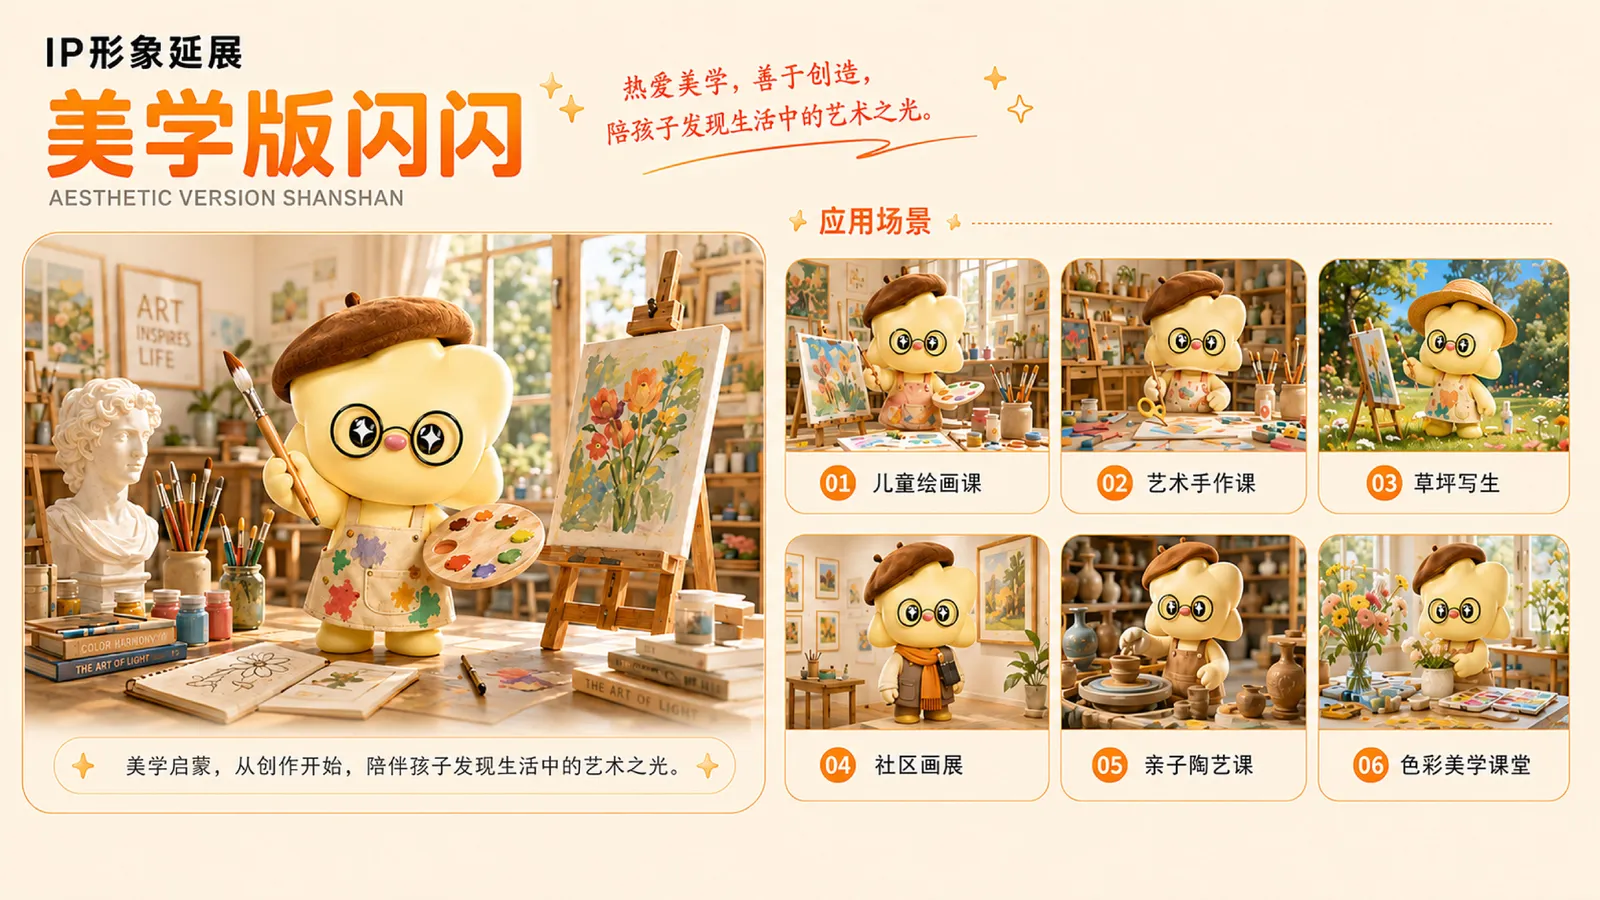 IP形象延展
美学版闪闪
AESTHETIC VERSION SHANSHAN
热爱美学，善于创造，
陪孩子发现生活中的艺术之光。
ART
INSPIRES
LIFE
COLOR HARMONY
THE ART OF LIGHT
THE ART OF LIGHT
美学启蒙，从创作开始，陪伴孩子发现生活中的艺术之光。
应用场景
01 儿童绘画课
02 艺术手作课
03 草坪写生
04 社区画展
05 亲子陶艺课
06 色彩美学课堂